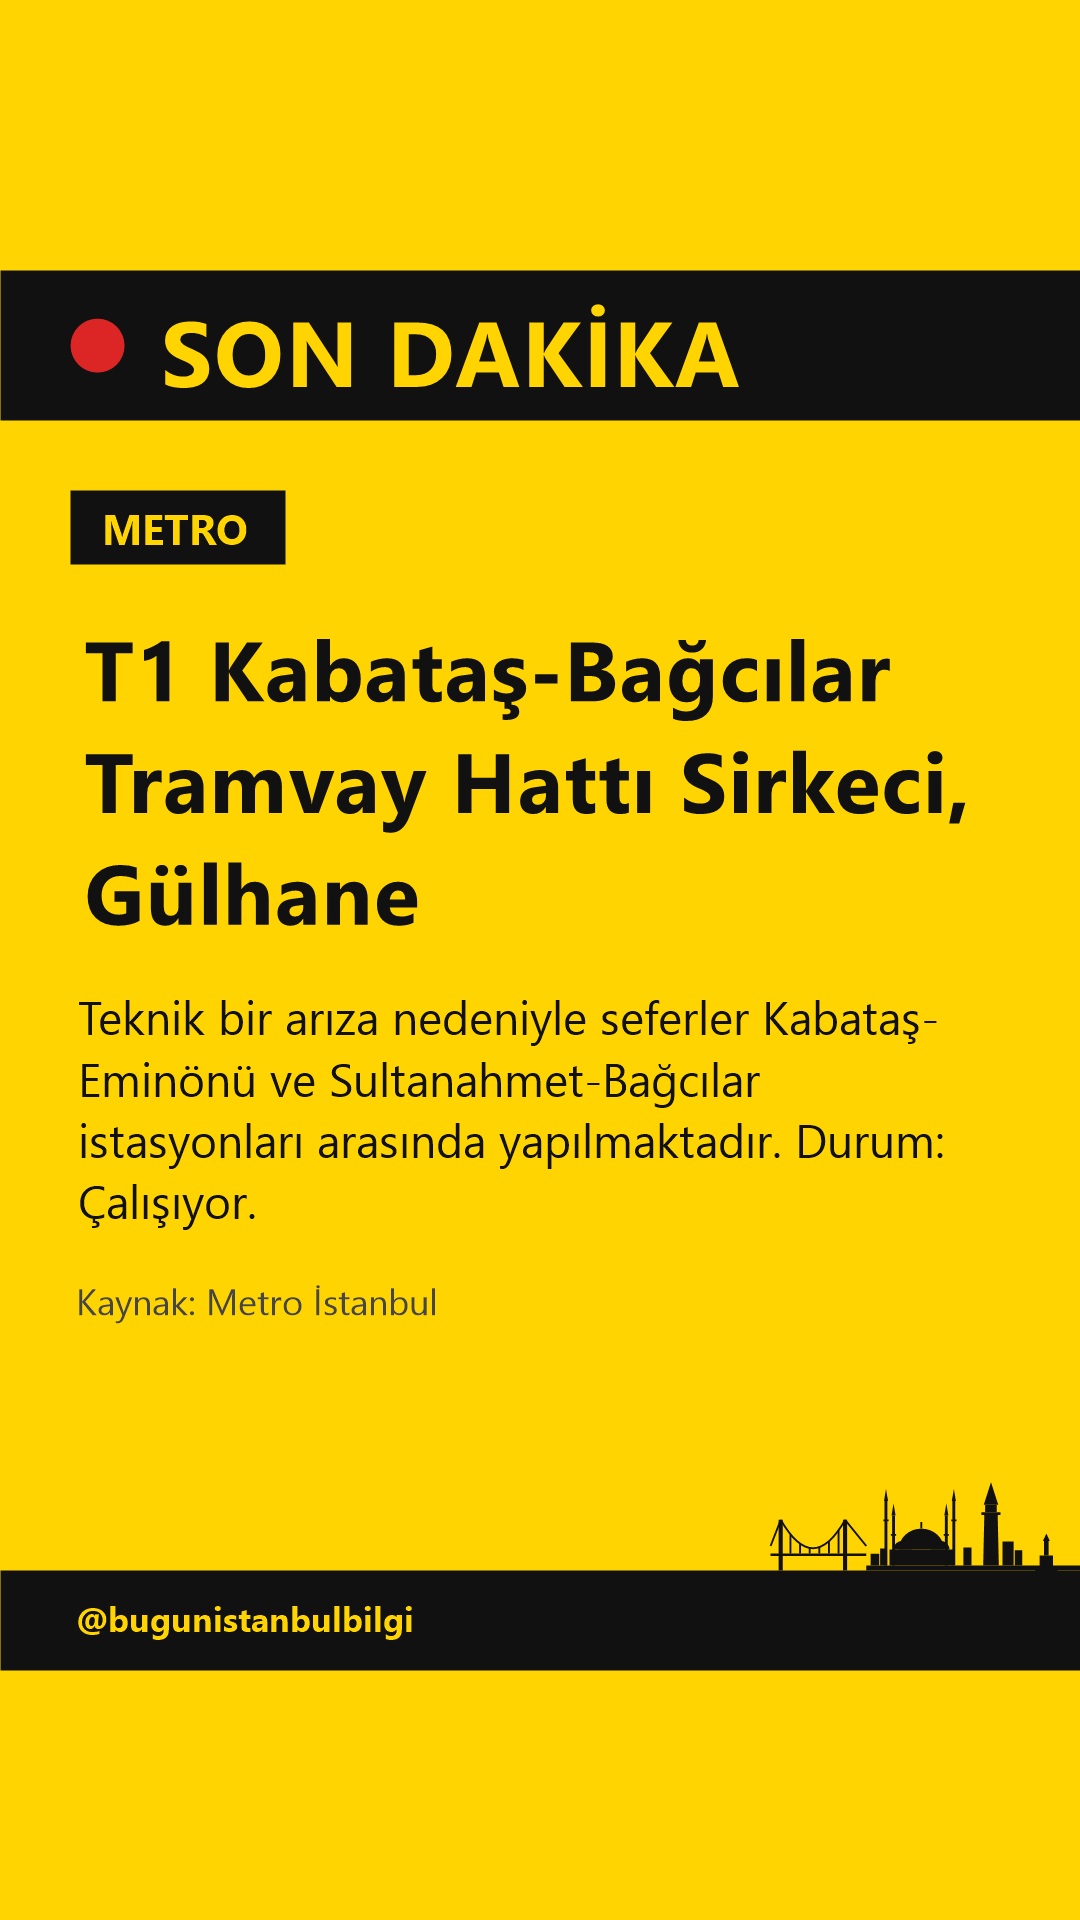 SON DAKİKA
METRO
T1 Kabataş-Bağcılar
Tramvay Hattı Sirkeci,
Gülhane
Teknik bir arıza nedeniyle seferler Kabataş-
Eminönü ve Sultanahmet-Bağcılar
istasyonları arasında yapılmaktadır. Durum:
Çalışıyor.
Kaynak: Metro İstanbul
@bugunistanbulbilgi